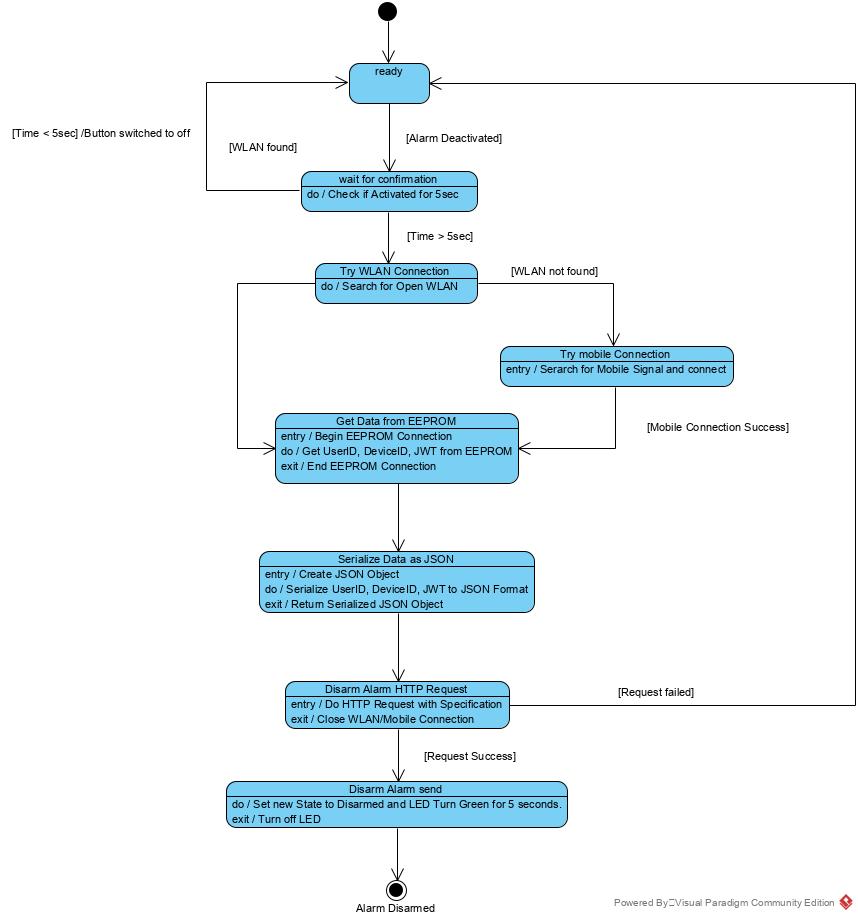 ready
[Time < 5sec] /Button switched to off
[WLAN found]
[Alarm Deactivated]
wait for confirmation
do / Check if Activated for 5sec
[Time > 5sec]
Try WLAN Connection
do / Search for Open WLAN
[WLAN not found]
Try mobile Connection
entry / Serarch for Mobile Signal and connect
[Mobile Connection Success]
Get Data from EEPROM
entry / Begin EEPROM Connection
do / Get UserID, DeviceID, JWT from EEPROM
exit / End EEPROM Connection
Serialize Data as JSON
entry / Create JSON Object
do / Serialize UserID, DeviceID, JWT to JSON Format
exit / Return Serialized JSON Object
Disarm Alarm HTTP Request
entry / Do HTTP Request with Specification
exit / Close WLAN/Mobile Connection
[Request failed]
[Request Success]
Disarm Alarm send
do / Set new State to Disarmed and LED Turn Green for 5 seconds.
exit / Turn off LED
Alarm Disarmed
Powered By Visual Paradigm Community Edition